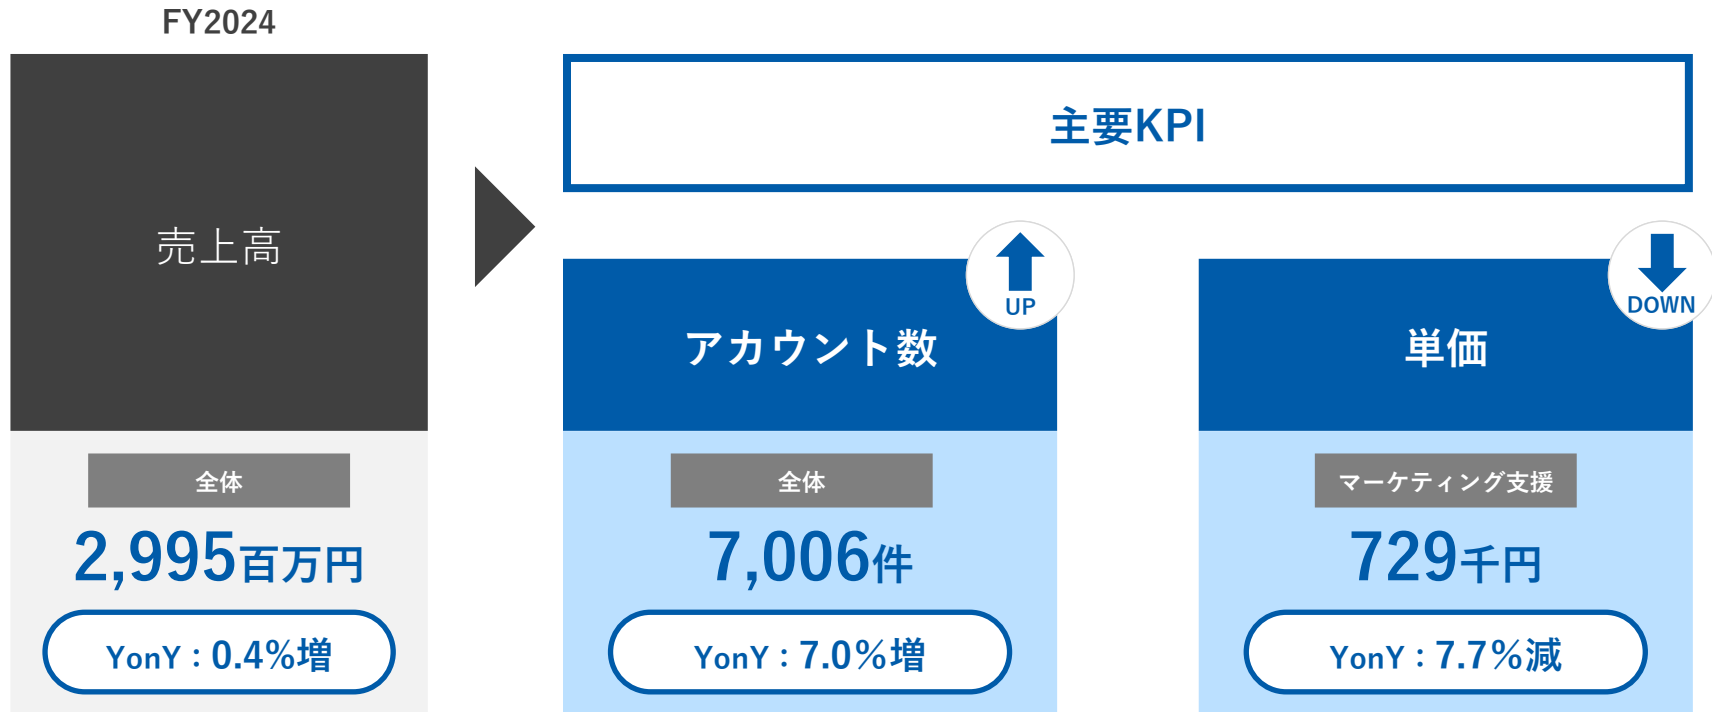 FY2024
売上高
全体
2,995百万円
YonY：0.4%増
主要KPI
UP
アカウント数
全体
7,006件
YonY：7.0%増
DOWN
単価
マーケティング支援
729千円
YonY：7.7%減